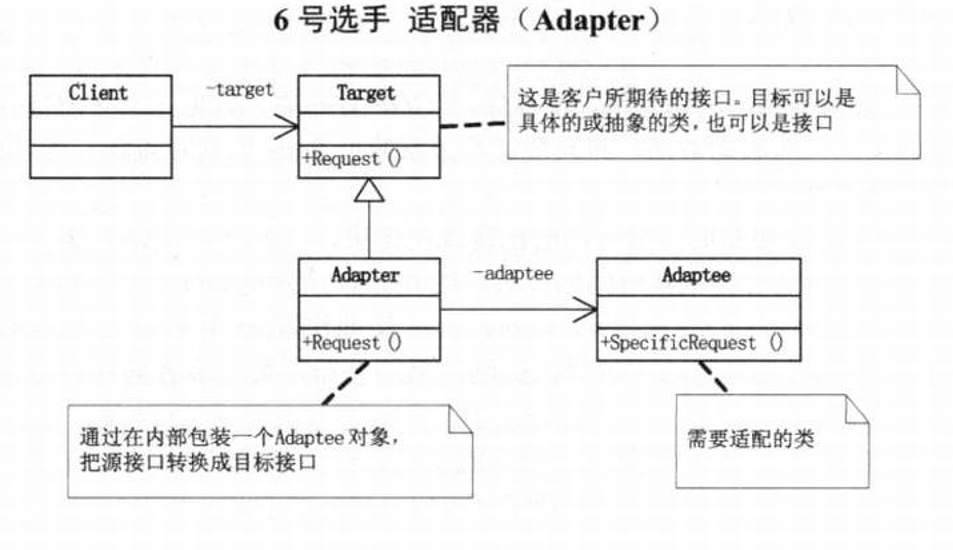 6 号选手 适配器（Adapter）
Client
-target
Target
+Request()
这是客户所期待的接口。目标可以是
具体的或抽象的类，也可以是接口
Adapter
+Request()
-adaptee
Adaptee
+SpecificRequest ()
通过在内部包装一个Adaptee对象，
把源接口转换成目标接口
需要适配的类